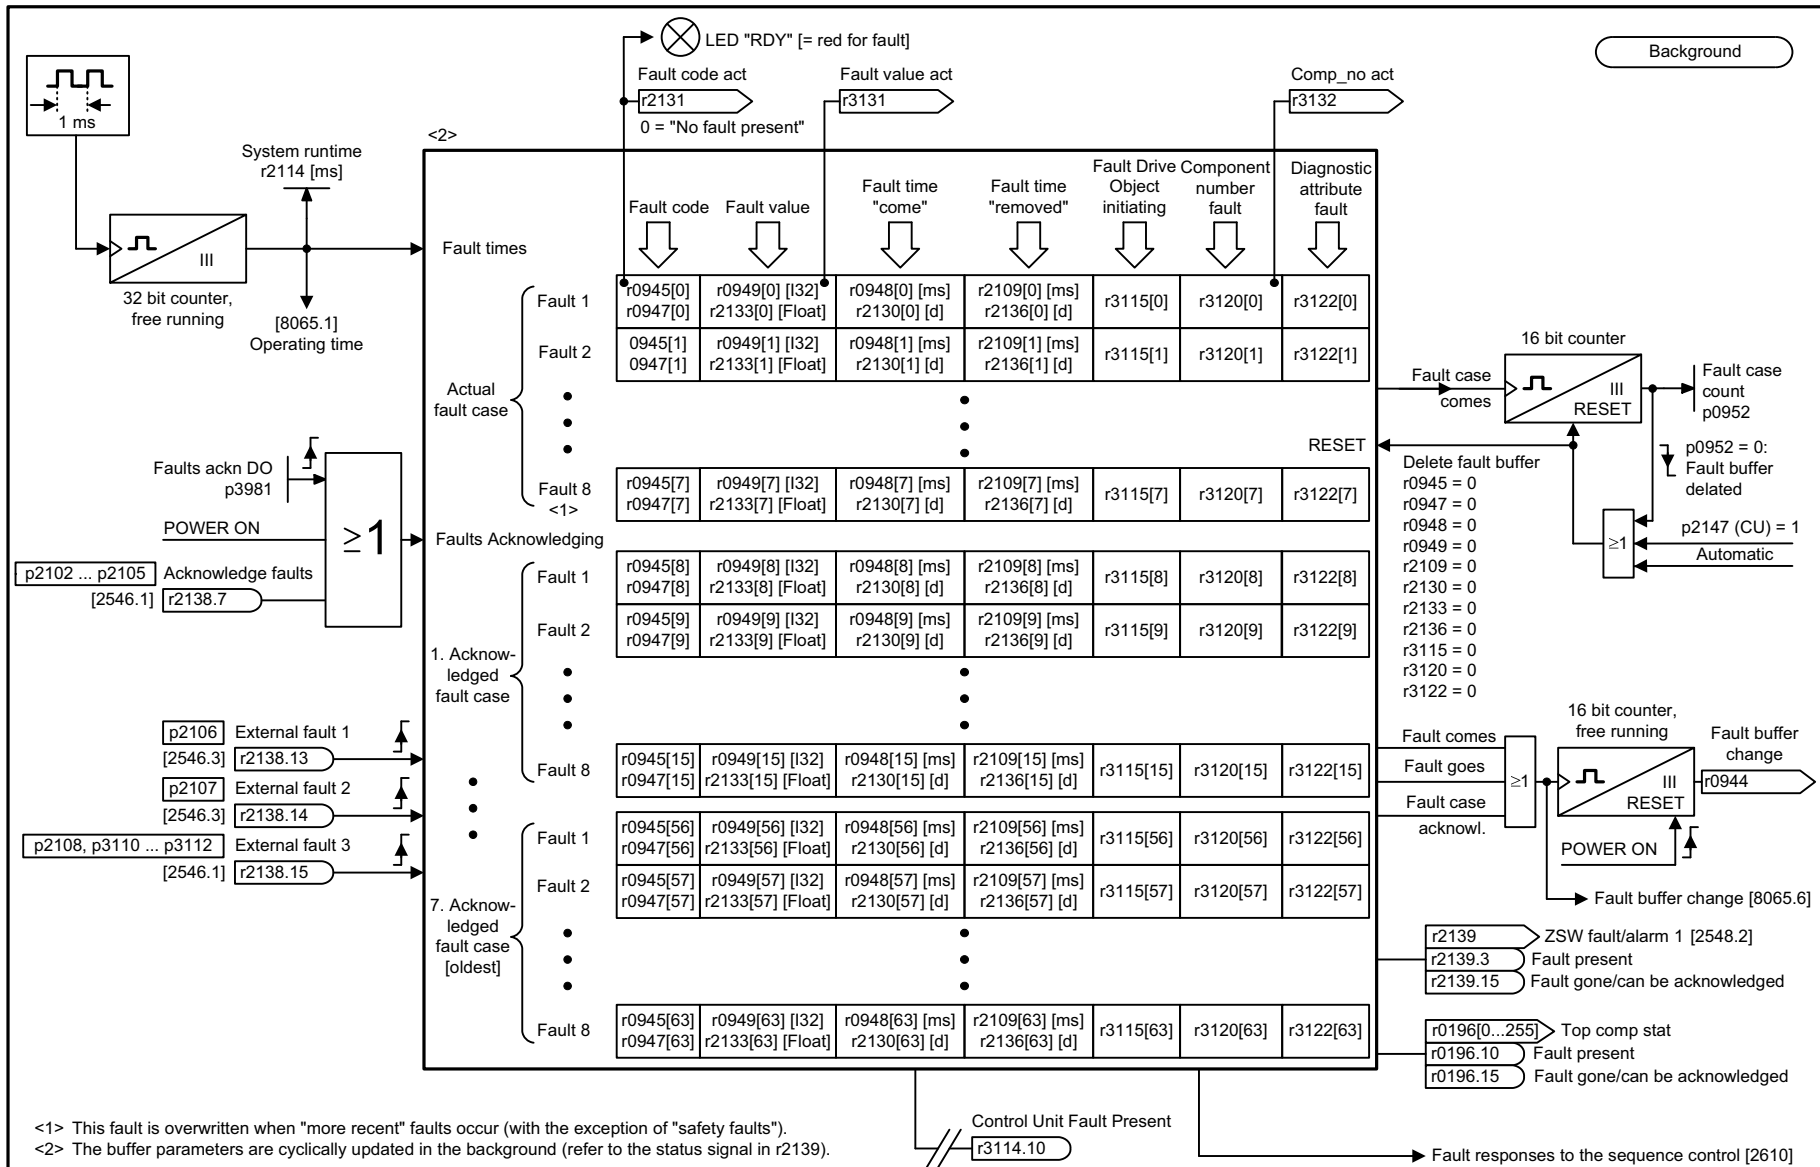 LED "RDY" [= red for fault]
Background
Fault code act
r2131
0 = "No fault present"
Fault value act
r3131
Comp_no act
r3132
1 ms
<2>
System runtime
r2114 [ms]
III
32 bit counter,
free running
[8065.1]
Operating time
Fault times
Fault code
Fault value
Fault time
"come"
Fault time
"removed"
Fault Drive
Object
initiating
Component
number
fault
Diagnostic
attribute
fault
Actual
fault case
Fault 1
r0945[0]
r0947[0]
r0949[0] [I32]
r2133[0] [Float]
r0948[0] [ms]
r2130[0] [d]
r2109[0] [ms]
r2136[0] [d]
r3115[0]
r3120[0]
r3122[0]
Fault 2
0945[1]
0947[1]
r0949[1] [I32]
r2133[1] [Float]
r0948[1] [ms]
r2130[1] [d]
r2109[1] [ms]
r2136[1] [d]
r3115[1]
r3120[1]
r3122[1]
Fault 8
<1>
r0945[7]
r0947[7]
r0949[7] [I32]
r2133[7] [Float]
r0948[7] [ms]
r2130[7] [d]
r2109[7] [ms]
r2136[7] [d]
r3115[7]
r3120[7]
r3122[7]
Faults ackn DO
p3981
POWER ON
p2102 ... p2105
Acknowledge faults
[2546.1]
r2138.7
≥1
Faults Acknowledging
1. Acknow-
ledged
fault case
Fault 1
r0945[8]
r0947[8]
r0949[8] [I32]
r2133[8] [Float]
r0948[8] [ms]
r2130[8] [d]
r2109[8] [ms]
r2136[8] [d]
r3115[8]
r3120[8]
r3122[8]
Fault 2
r0945[9]
r0947[9]
r0949[9] [I32]
r2133[9] [Float]
r0948[9] [ms]
r2130[9] [d]
r2109[9] [ms]
r2136[9] [d]
r3115[9]
r3120[9]
r3122[9]
Fault 8
r0945[15]
r0947[15]
r0949[15] [I32]
r2133[15] [Float]
r0948[15] [ms]
r2130[15] [d]
r2109[15] [ms]
r2136[15] [d]
r3115[15]
r3120[15]
r3122[15]
p2106
External fault 1
[2546.3]
r2138.13
p2107
External fault 2
[2546.3]
r2138.14
p2108, p3110 ... p3112
External fault 3
[2546.1]
r2138.15
7. Acknow-
ledged
fault case
[oldest]
Fault 1
r0945[56]
r0947[56]
r0949[56] [I32]
r2133[56] [Float]
r0948[56] [ms]
r2130[56] [d]
r2109[56] [ms]
r2136[56] [d]
r3115[56]
r3120[56]
r3122[56]
Fault 2
r0945[57]
r0947[57]
r0949[57] [I32]
r2133[57] [Float]
r0948[57] [ms]
r2130[57] [d]
r2109[57] [ms]
r2136[57] [d]
r3115[57]
r3120[57]
r3122[57]
Fault 8
r0945[63]
r0947[63]
r0949[63] [I32]
r2133[63] [Float]
r0948[63] [ms]
r2130[63] [d]
r2109[63] [ms]
r2136[63] [d]
r3115[63]
r3120[63]
r3122[63]
Fault case
comes
16 bit counter
III
RESET
Fault case
count
p0952
RESET
Delete fault buffer
r0945 = 0
r0947 = 0
r0948 = 0
r0949 = 0
r2109 = 0
r2130 = 0
r2133 = 0
r2136 = 0
r3115 = 0
r3120 = 0
r3122 = 0
p0952 = 0:
Fault buffer
delated
≥1
p2147 (CU) = 1
Automatic
Fault comes
Fault goes
Fault case
acknowl.
≥1
16 bit counter,
free running
III
RESET
Fault buffer
change
r0944
POWER ON
Fault buffer change [8065.6]
r2139
ZSW fault/alarm 1 [2548.2]
r2139.3
Fault present
r2139.15
Fault gone/can be acknowledged
r0196[0...255]
Top comp stat
r0196.10
Fault present
r0196.15
Fault gone/can be acknowledged
Control Unit Fault Present
r3114.10
Fault responses to the sequence control [2610]
<1> This fault is overwritten when "more recent" faults occur (with the exception of "safety faults").
<2> The buffer parameters are cyclically updated in the background (refer to the status signal in r2139).